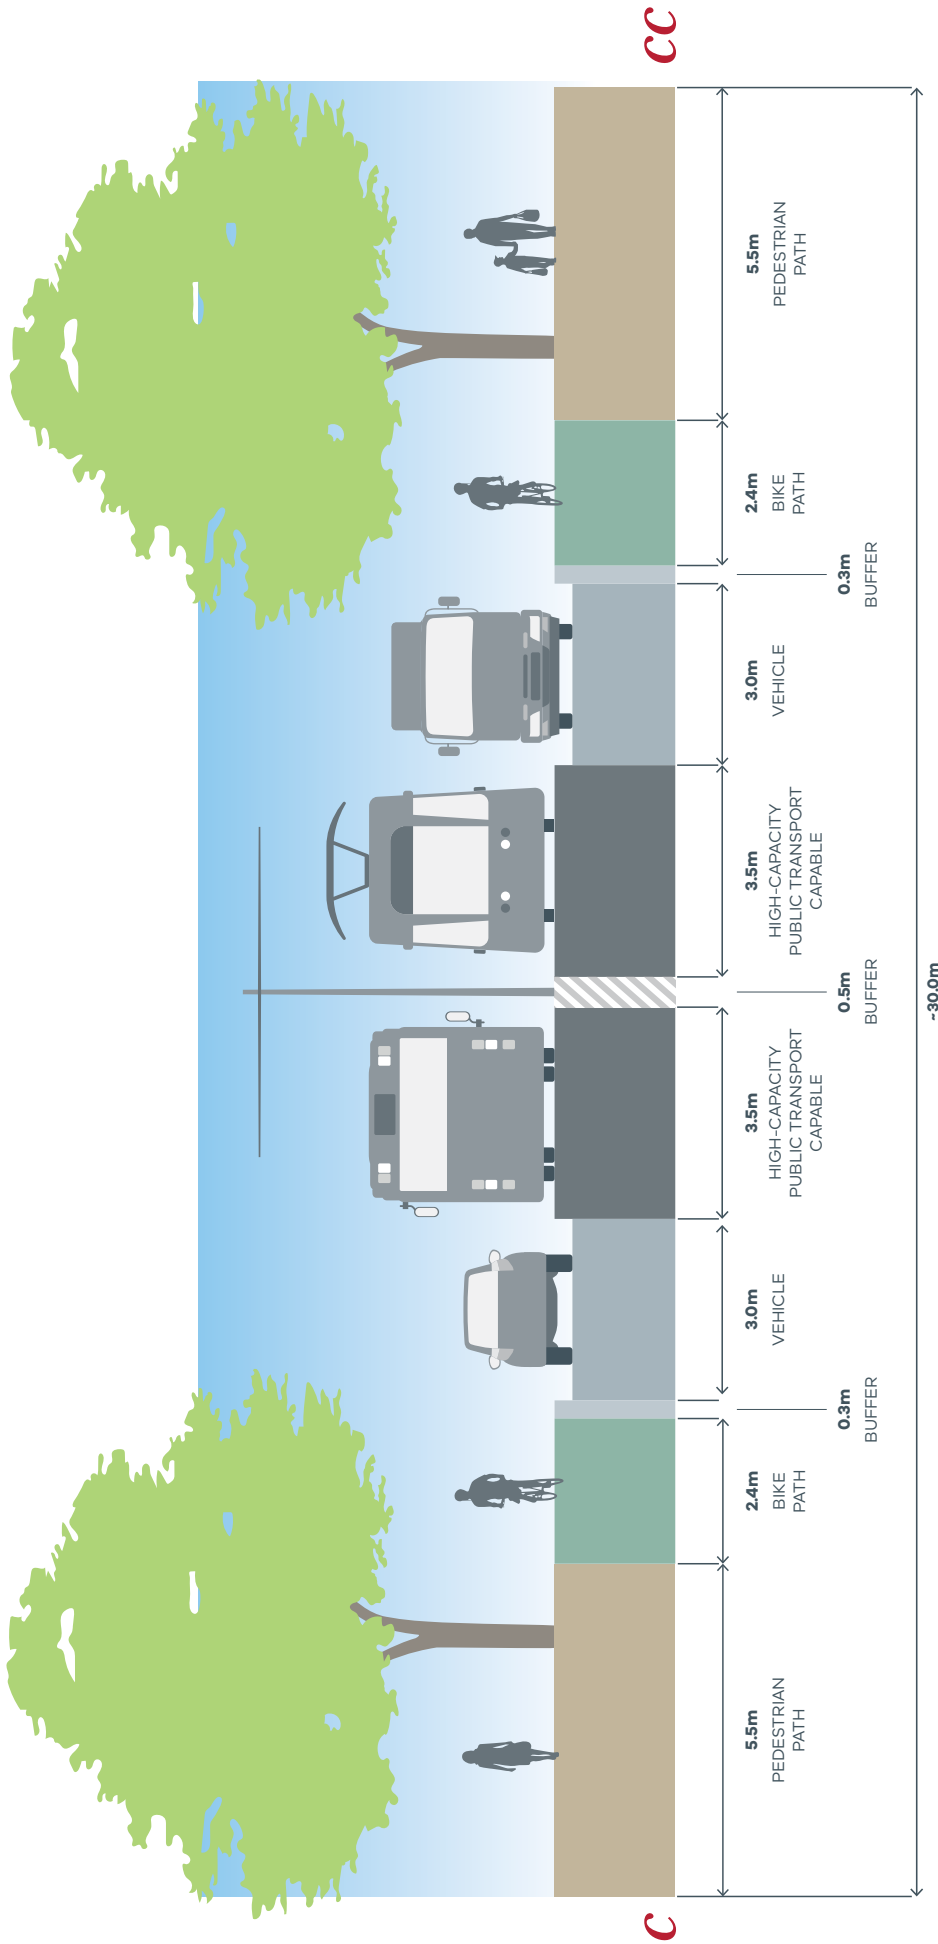 c
cc
5.5m
PEDESTRIAN
PATH
2.4m
BIKE
PATH
0.3m
BUFFER
3.0m
VEHICLE
3.5m
HIGH-CAPACITY
PUBLIC TRANSPORT
CAPABLE
0.5m
BUFFER
3.5m
HIGH-CAPACITY
PUBLIC TRANSPORT
CAPABLE
3.0m
VEHICLE
0.3m
BUFFER
2.4m
BIKE
PATH
5.5m
PEDESTRIAN
PATH
~30.0m